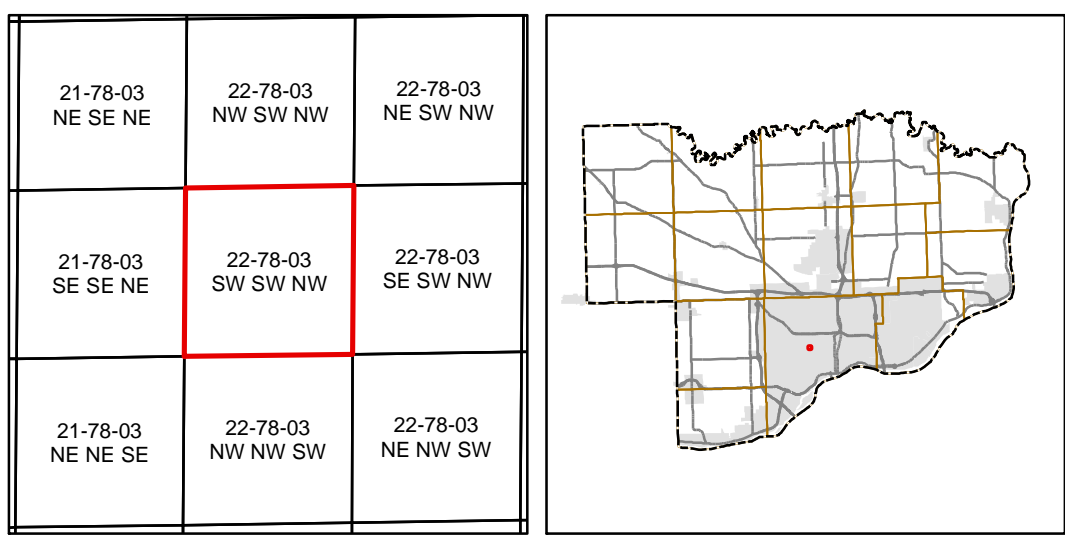 21-78-03
NE SE NE
22-78-03
NW SW NW
22-78-03
NE SW NW
21-78-03
SE SE NE
22-78-03
SW SW NW
22-78-03
SE SW NW
21-78-03
NE NE SE
22-78-03
NW NW SW
22-78-03
NE NW SW